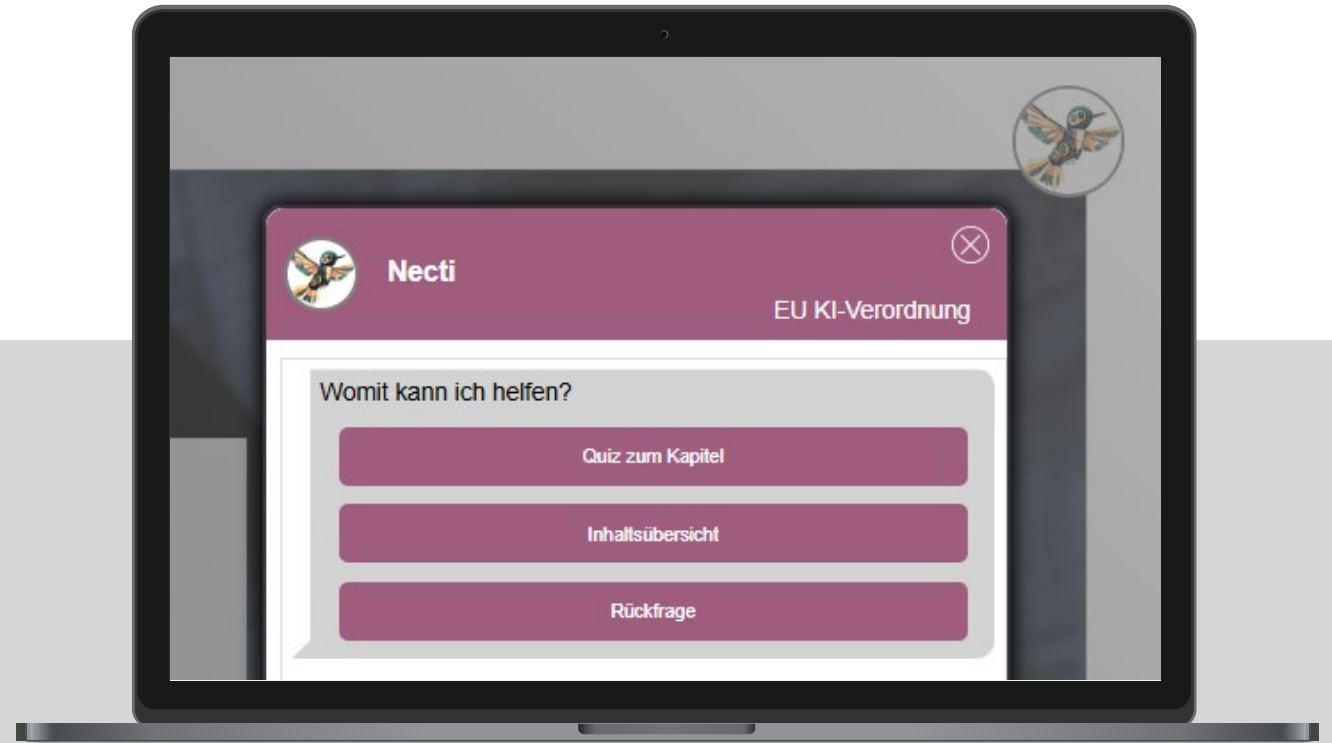 Necti
EU KI-Verordnung
Womit kann ich helfen?
Quiz zum Kapitel
Inhaltsübersicht
Rückfrage